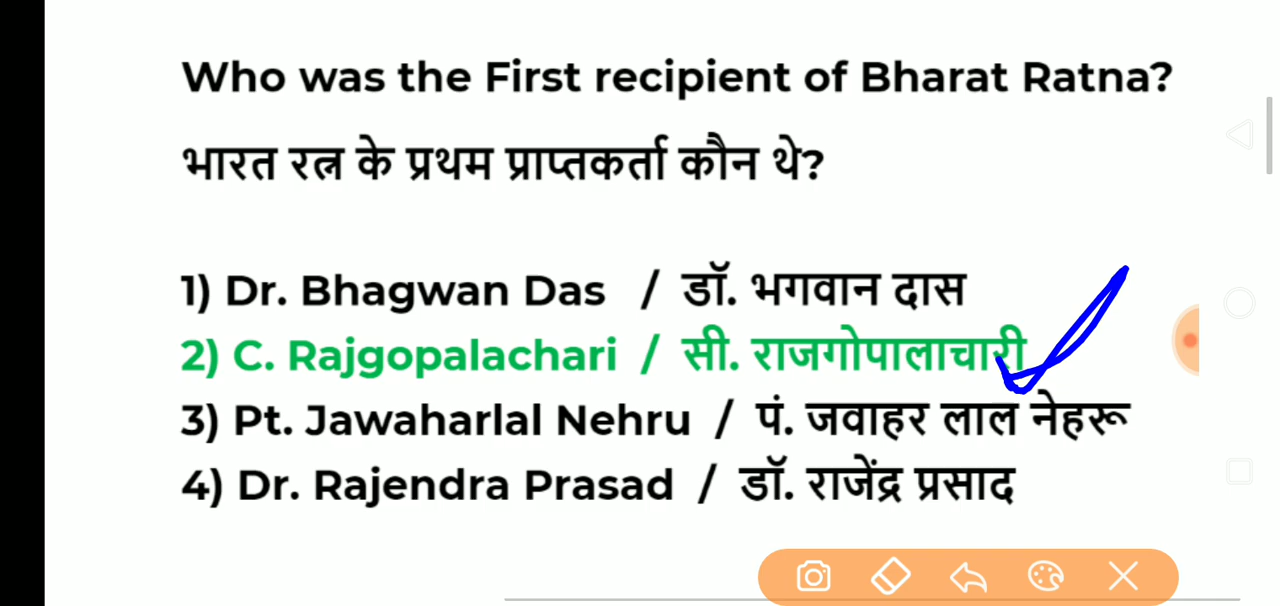 Who was the First recipient of Bharat Ratna?
भारत रत्न के प्रथम प्राप्तकर्ता कौन थे?
1) Dr. Bhagwan Das / डॉ. भगवान दास
2) C. Rajgopalachari / सी. राजगोपालाचारी
3) Pt. Jawaharlal Nehru / पं. जवाहर लाल नेहरू
4) Dr. Rajendra Prasad / डॉ. राजेंद्र प्रसाद